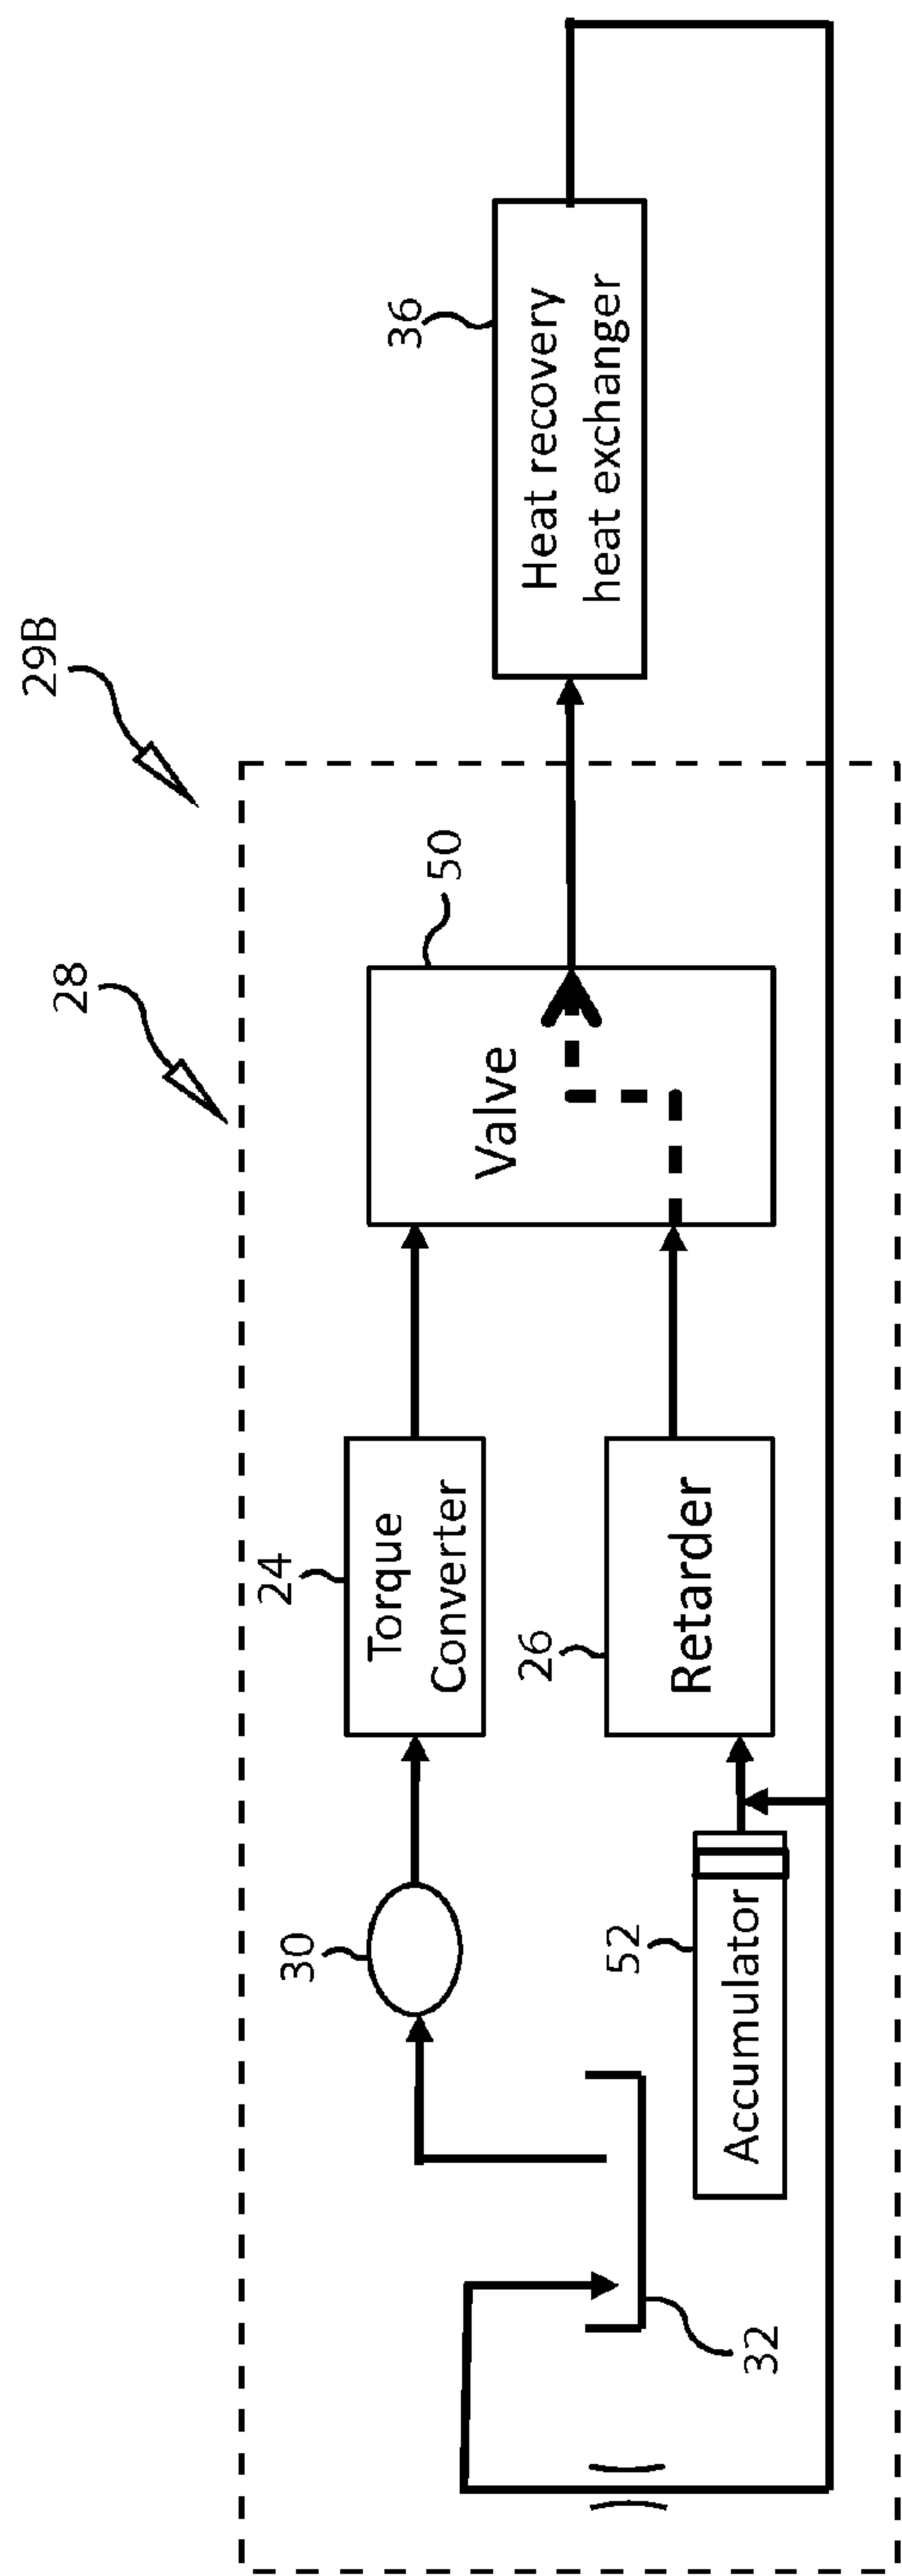 29B
28
36
Heat recovery
heat exchanger
50
Valve
24
Torque
Converter
26
Retarder
30
52
Accumulator
32